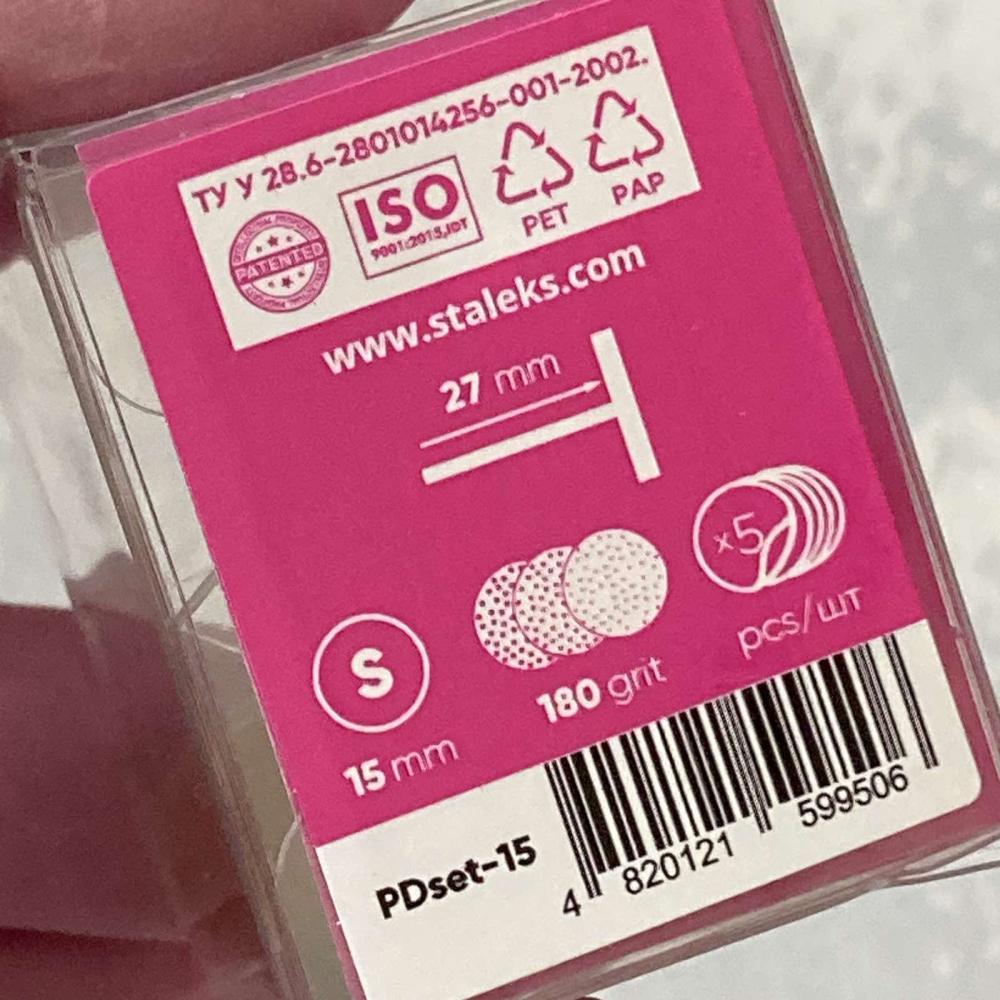 ТУ У 28.6-2801014256-001-2002.
PATENTED
ISO
9001:2015,IDT
PET
PAP
www.staleks.com
27 mm
x5
pcs/шт
S
180 grit
15 mm
PDset-15
4 820121 599506